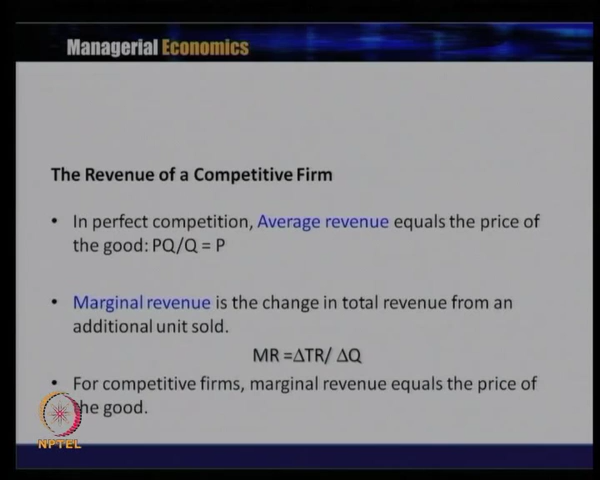 Managerial Economics
The Revenue of a Competitive Firm
• In perfect competition, Average revenue equals the price of
the good: PQ/Q = P
• Marginal revenue is the change in total revenue from an
additional unit sold.
MR =ΔTR/ ΔQ
• For competitive firms, marginal revenue equals the price of
the good.
NPTEL